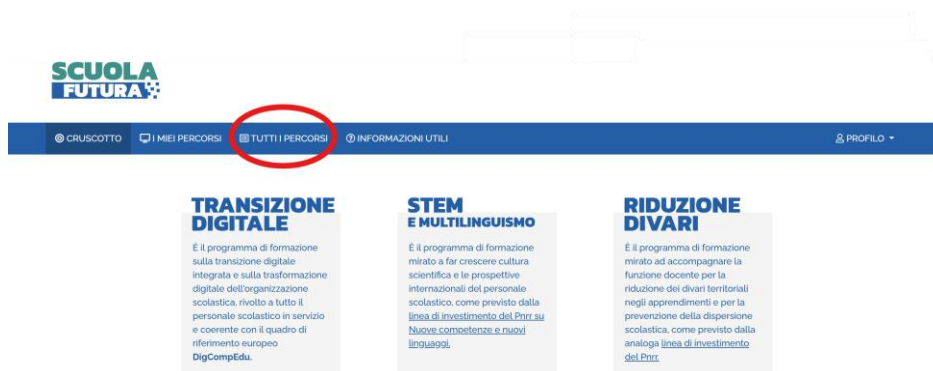 SCUOLA
FUTURA
CRUSCOTTO
I MIEI PERCORSI
TUTTI I PERCORSI
INFORMAZIONI UTILI
PROFILO
TRANSIZIONE
DIGITALE
È il programma di formazione
sulla transizione digitale
integrata e sulla trasformazione
digitale dell'organizzazione
scolastica, rivolto a tutto il
personale scolastico in servizio
e coerente con il quadro di
riferimento europeo
DigCompEdu.
STEM
E MULTILINGUISMO
È il programma di formazione
mirato a far crescere cultura
scientifica e le prospettive
internazionali del personale
scolastico, come previsto dalla
linea di investimento del Pnrr su
Nuove competenze e nuovi
linguaggi.
RIDUZIONE
DIVARI
È il programma di formazione
mirato ad accompagnare la
funzione docente per la
riduzione dei divari territoriali
negli apprendimenti e per la
prevenzione della dispersione
scolastica, come previsto dalla
analoga linea di investimento
del Pnrr.